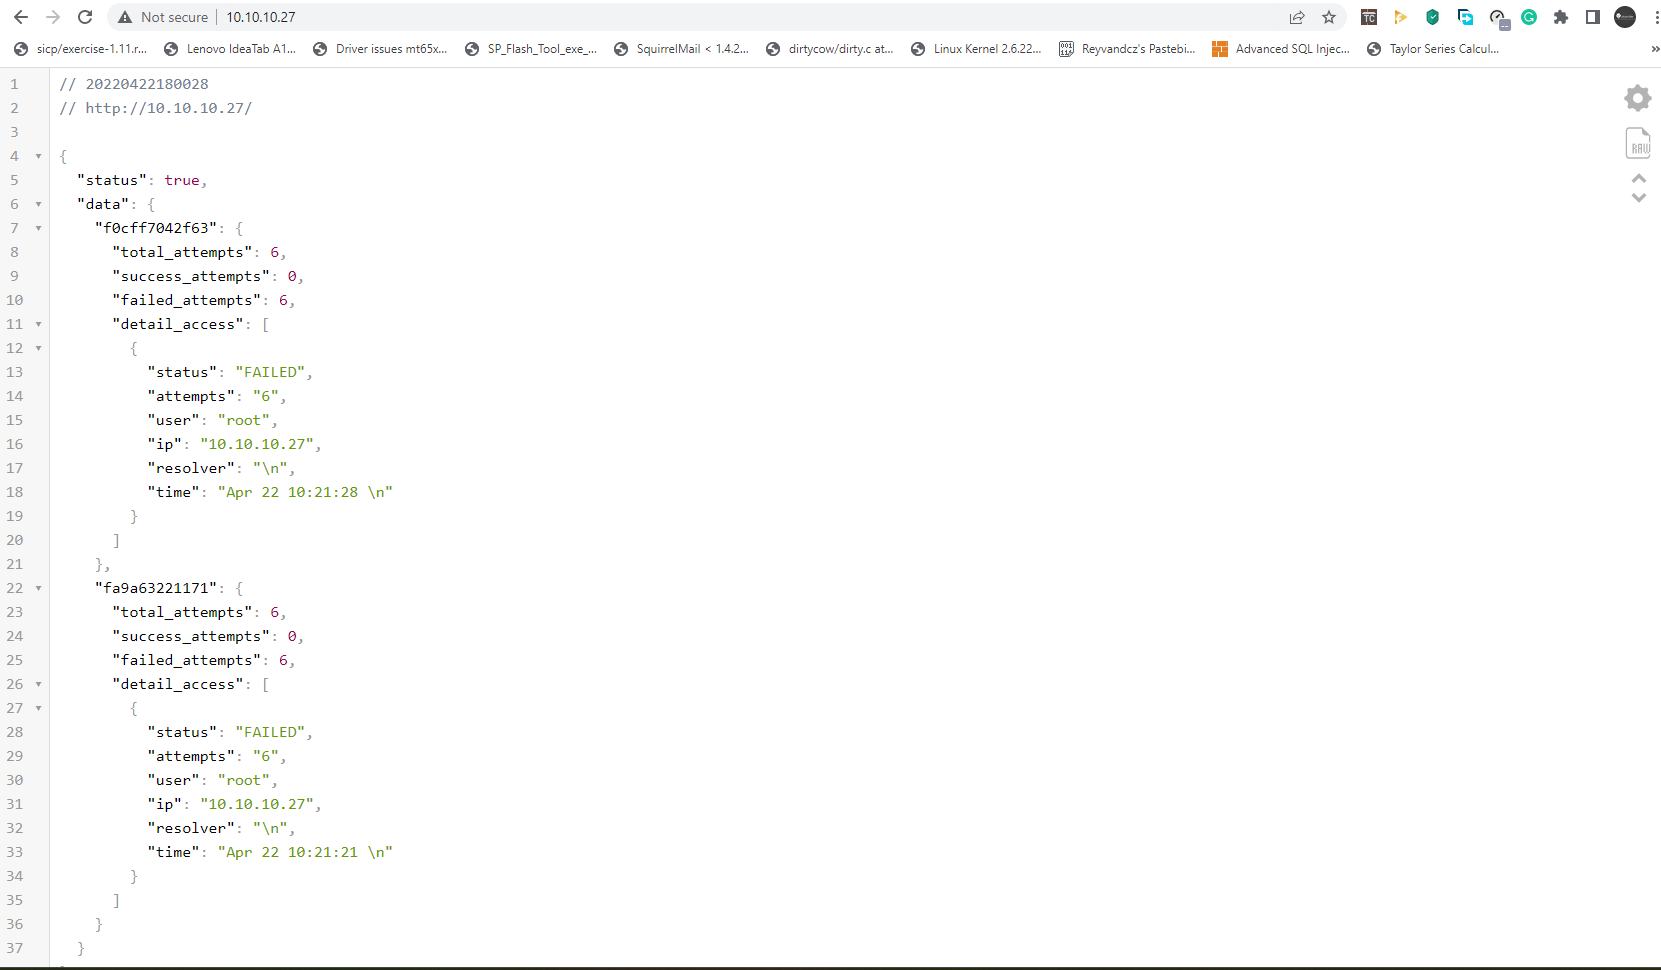 Not secure 10.10.10.27
sicp/exercise-1.11.r... Lenovo IdeaTab A1... Driver issues mt65x... SP_Flash_Tool_exe_... SquirrelMail < 1.4.2... dirtycow/dirty.c at... Linux Kernel 2.6.22... Reyvandcz's Pastebi... Advanced SQL Injec... Taylor Series Calcul... »
1 // 20220422180028
2 // http://10.10.10.27/
3
4 {
5 "status": true,
6 "data": {
7 "f0cff7042f63": {
8 "total_attempts": 6,
9 "success_attempts": 0,
10 "failed_attempts": 6,
11 "detail_access": [
12 {
13 "status": "FAILED",
14 "attempts": "6",
15 "user": "root",
16 "ip": "10.10.10.27",
17 "resolver": "\n",
18 "time": "Apr 22 10:21:28 \n"
19 }
20 ]
21 },
22 "fa9a63221171": {
23 "total_attempts": 6,
24 "success_attempts": 0,
25 "failed_attempts": 6,
26 "detail_access": [
27 {
28 "status": "FAILED",
29 "attempts": "6",
30 "user": "root",
31 "ip": "10.10.10.27",
32 "resolver": "\n",
33 "time": "Apr 22 10:21:21 \n"
34 }
35 ]
36 }
37 }
TC
RAW